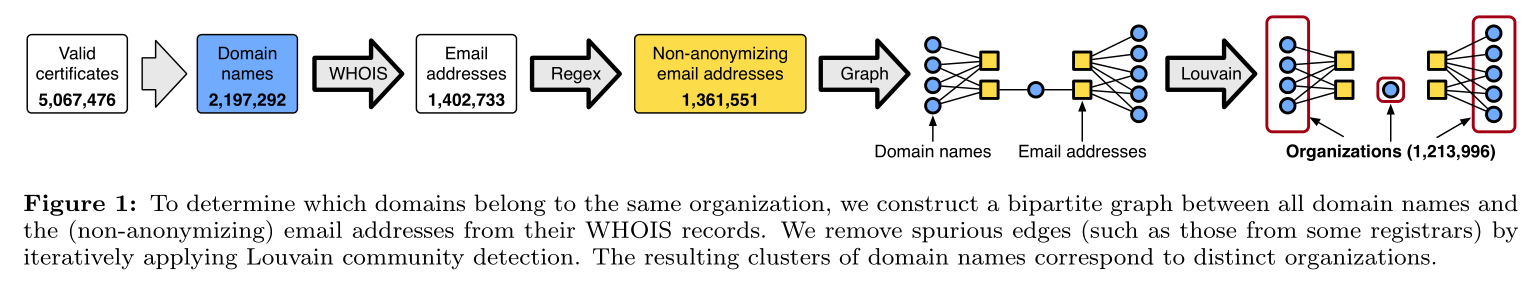 Valid
certificates
5,067,476
Domain
names
2,197,292
WHOIS
Email
addresses
1,402,733
Regex
Non-anonymizing
email addresses
1,361,551
Graph
Domain names
Email addresses
Louvain
Organizations (1,213,996)
Figure 1: To determine which domains belong to the same organization, we construct a bipartite graph between all domain names and
the (non-anonymizing) email addresses from their WHOIS records. We remove spurious edges (such as those from some registrars) by
iteratively applying Louvain community detection. The resulting clusters of domain names correspond to distinct organizations.